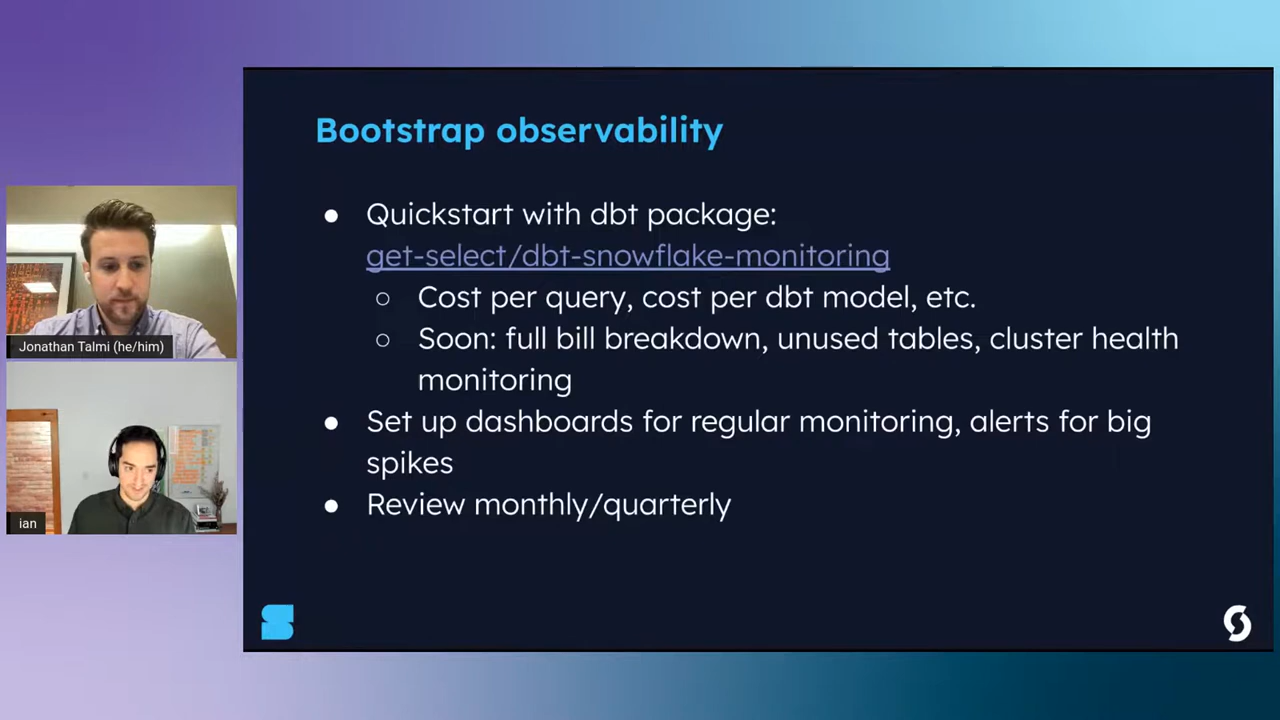 Bootstrap observability
● Quickstart with dbt package:
get-select/dbt-snowflake-monitoring
○ Cost per query, cost per dbt model, etc.
○ Soon: full bill breakdown, unused tables, cluster health
monitoring
● Set up dashboards for regular monitoring, alerts for big
spikes
● Review monthly/quarterly
Jonathan Talmi (he/him)
ian